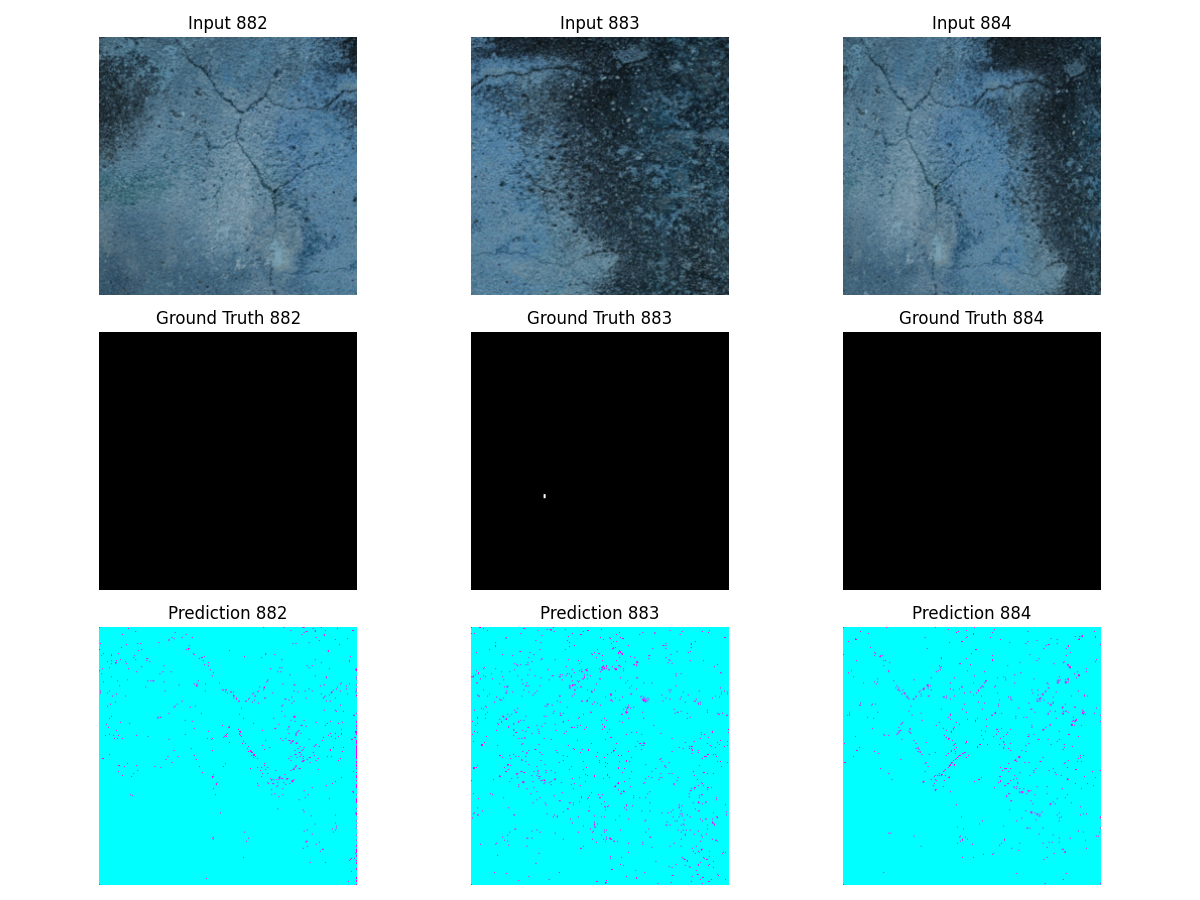 Input 882
Input 883
Input 884
Ground Truth 882
Ground Truth 883
Ground Truth 884
Prediction 882
Prediction 883
Prediction 884